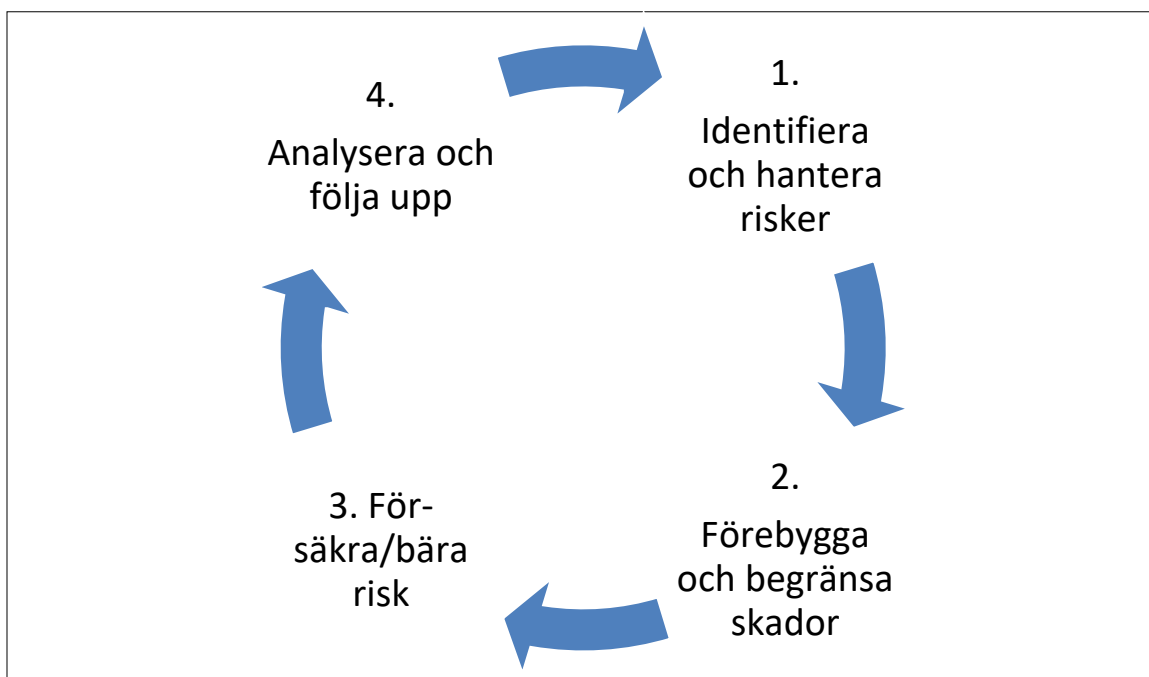 1.
Identifiera
och hantera
risker
2.
Förebygga
och begränsa
skador
3. För-
säkra/bära
risk
4.
Analysera och
följa upp